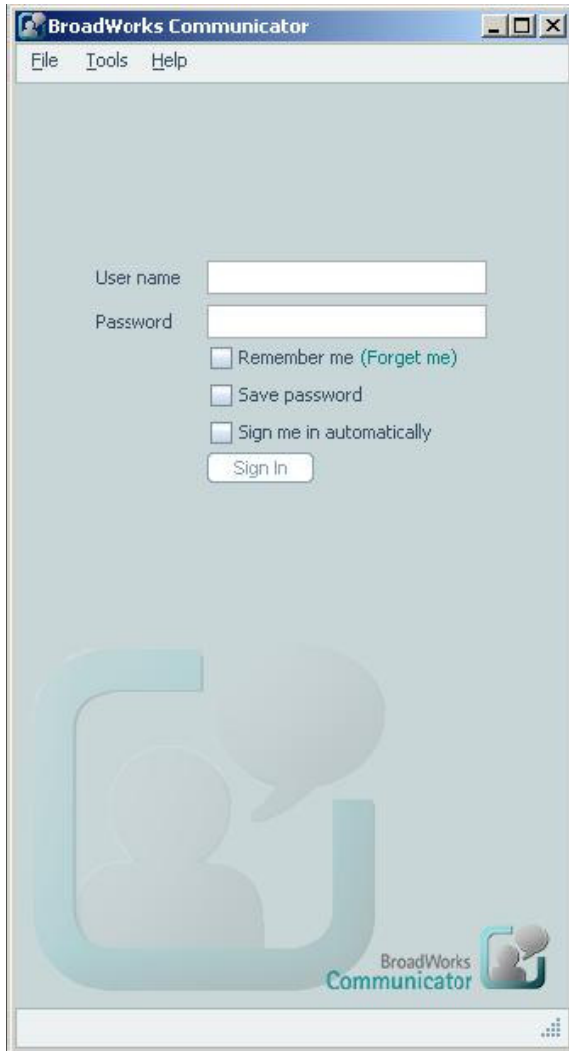 BroadWorks Communicator
File Tools Help
User name
Password
Remember me (Forget me)
Save password
Sign me in automatically
Sign In
BroadWorks
Communicator